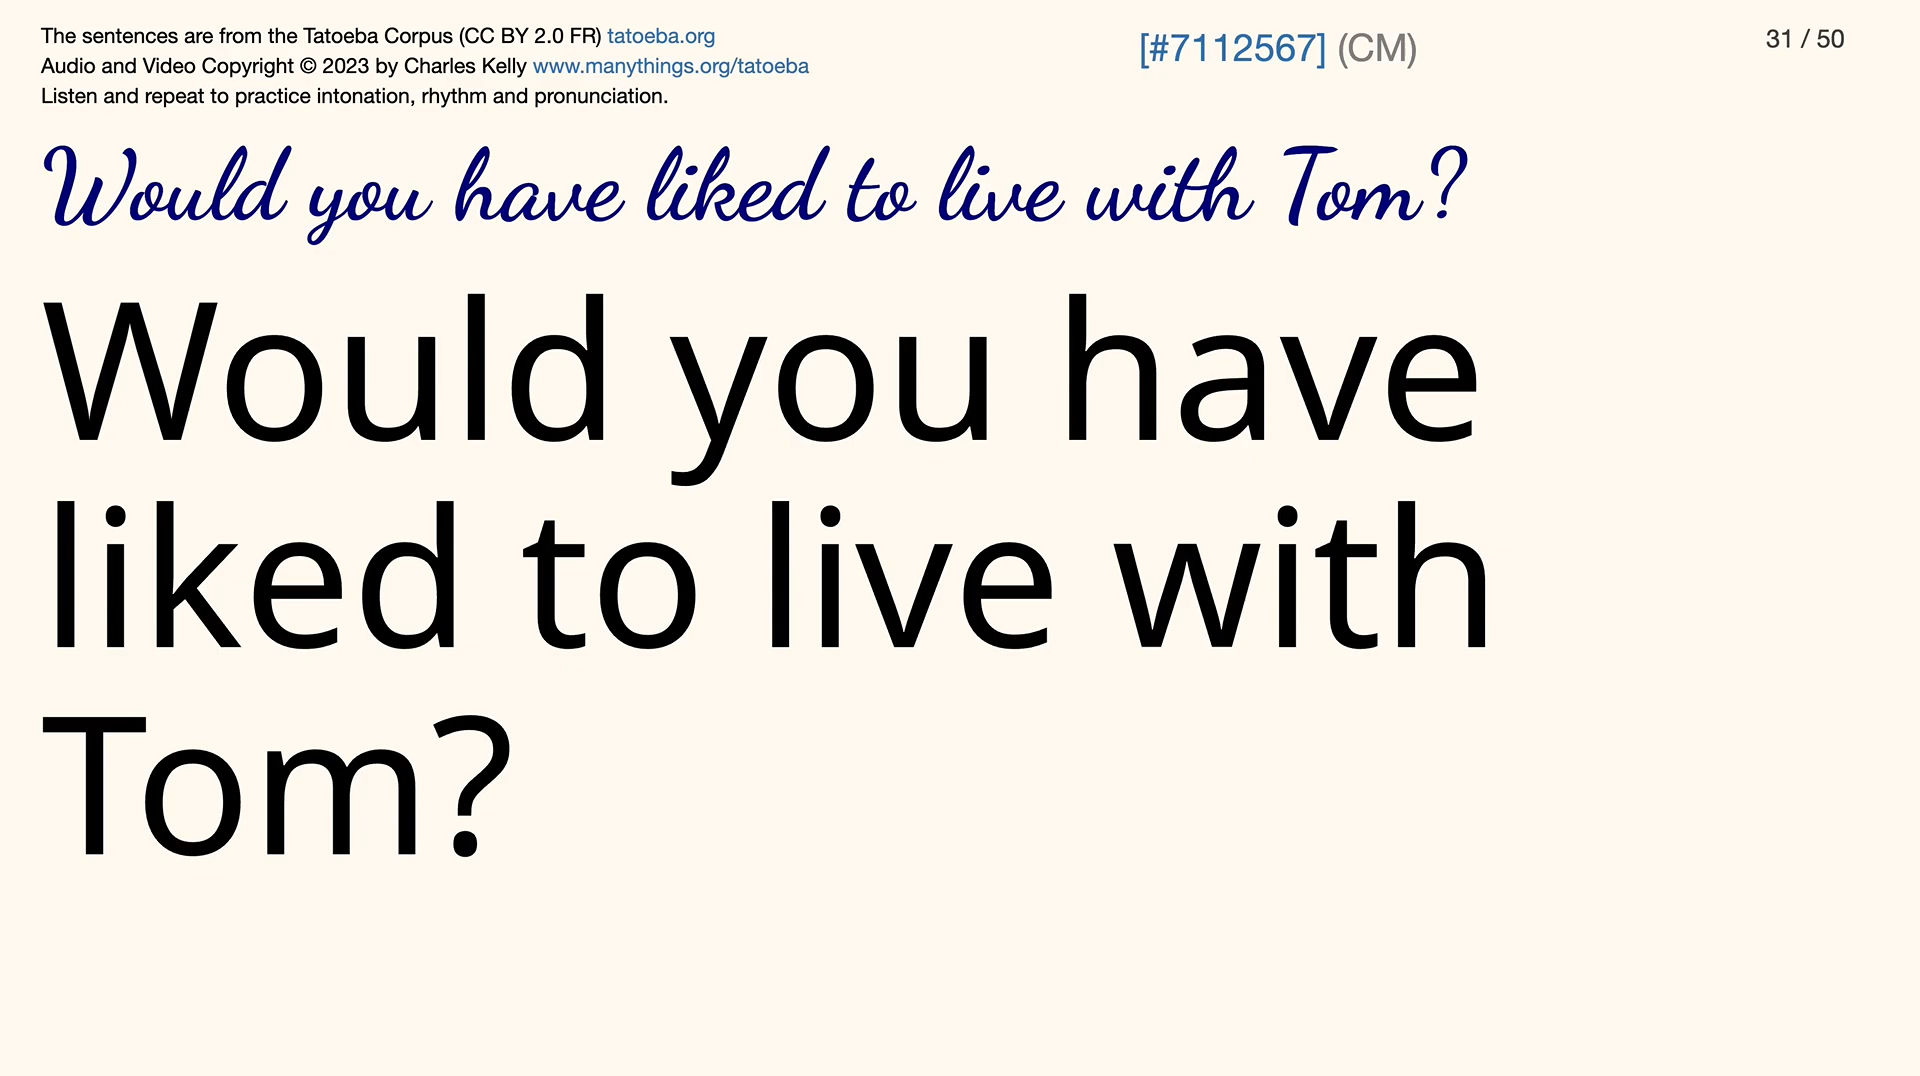 The sentences are from the Tatoeba Corpus (CC BY 2.0 FR) tatoeba.org
Audio and Video Copyright © 2023 by Charles Kelly www.manythings.org/tatoeba
Listen and repeat to practice intonation, rhythm and pronunciation.
[#7112567] (CM)
31 / 50
Would you have liked to live with Tom?
Would you have
liked to live with
Tom?